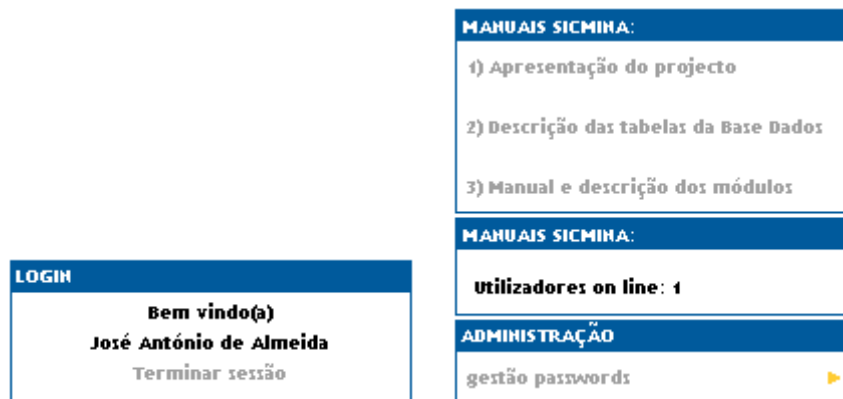 LOGIN
Bem vindo(a)
José António de Almeida
Terminar sessão
MANUAIS SICMINA:
1) Apresentação do projecto
2) Descrição das tabelas da Base Dados
3) Manual e descrição dos módulos
MANUAIS SICMINA:
Utilizadores on line: 1
ADMINISTRAÇÃO
gestão passwords